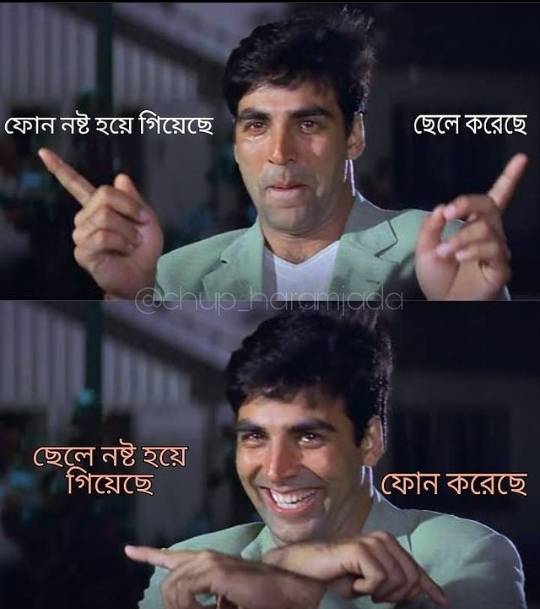 ফোন নষ্ট হয়ে গিয়েছে
ছেলে করেছে
@chup_haramjada
ছেলে নষ্ট হয়ে
গিয়েছে
ফোন করেছে